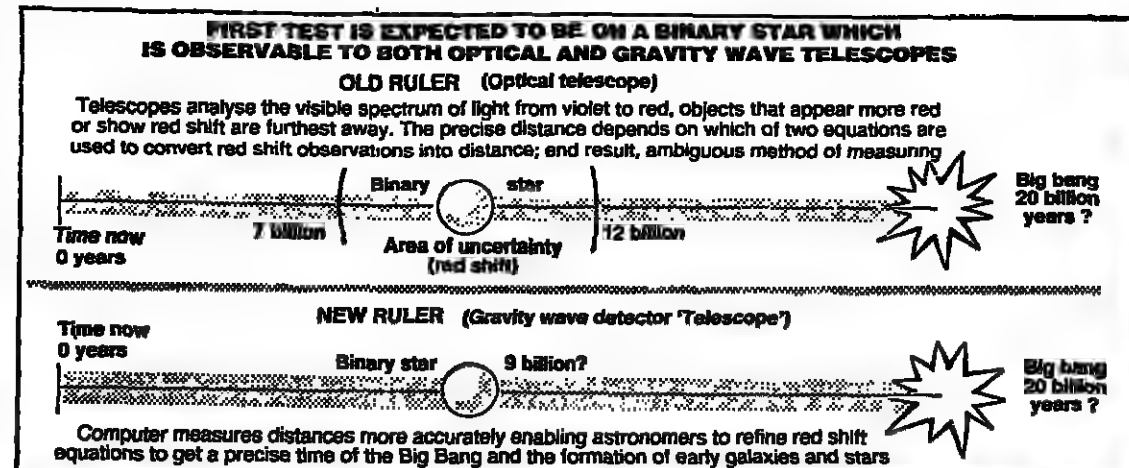 FIRST TEST IS EXPECTED TO BE ON A BINARY STAR WHICH
IS OBSERVABLE TO BOTH OPTICAL AND GRAVITY WAVE TELESCOPES
OLD RULER (Optical telescope)
Telescopes analyse the visible spectrum of light from violet to red, objects that appear more red
or show red shift are furthest away. The precise distance depends on which of two equations are
used to convert red shift observations into distance; end result, ambiguous method of measuring
Binary star
Big bang
20 billion
years ?
Time now
0 years
7 billion
Area of uncertainty
(red shift)
12 billion
NEW RULER (Gravity wave detector 'Telescope')
Time now
0 years
Binary star
9 billion?
Big bang
20 billion
years ?
Computer measures distances more accurately enabling astronomers to refine red shift
equations to get a precise time of the Big Bang and the formation of early galaxies and stars